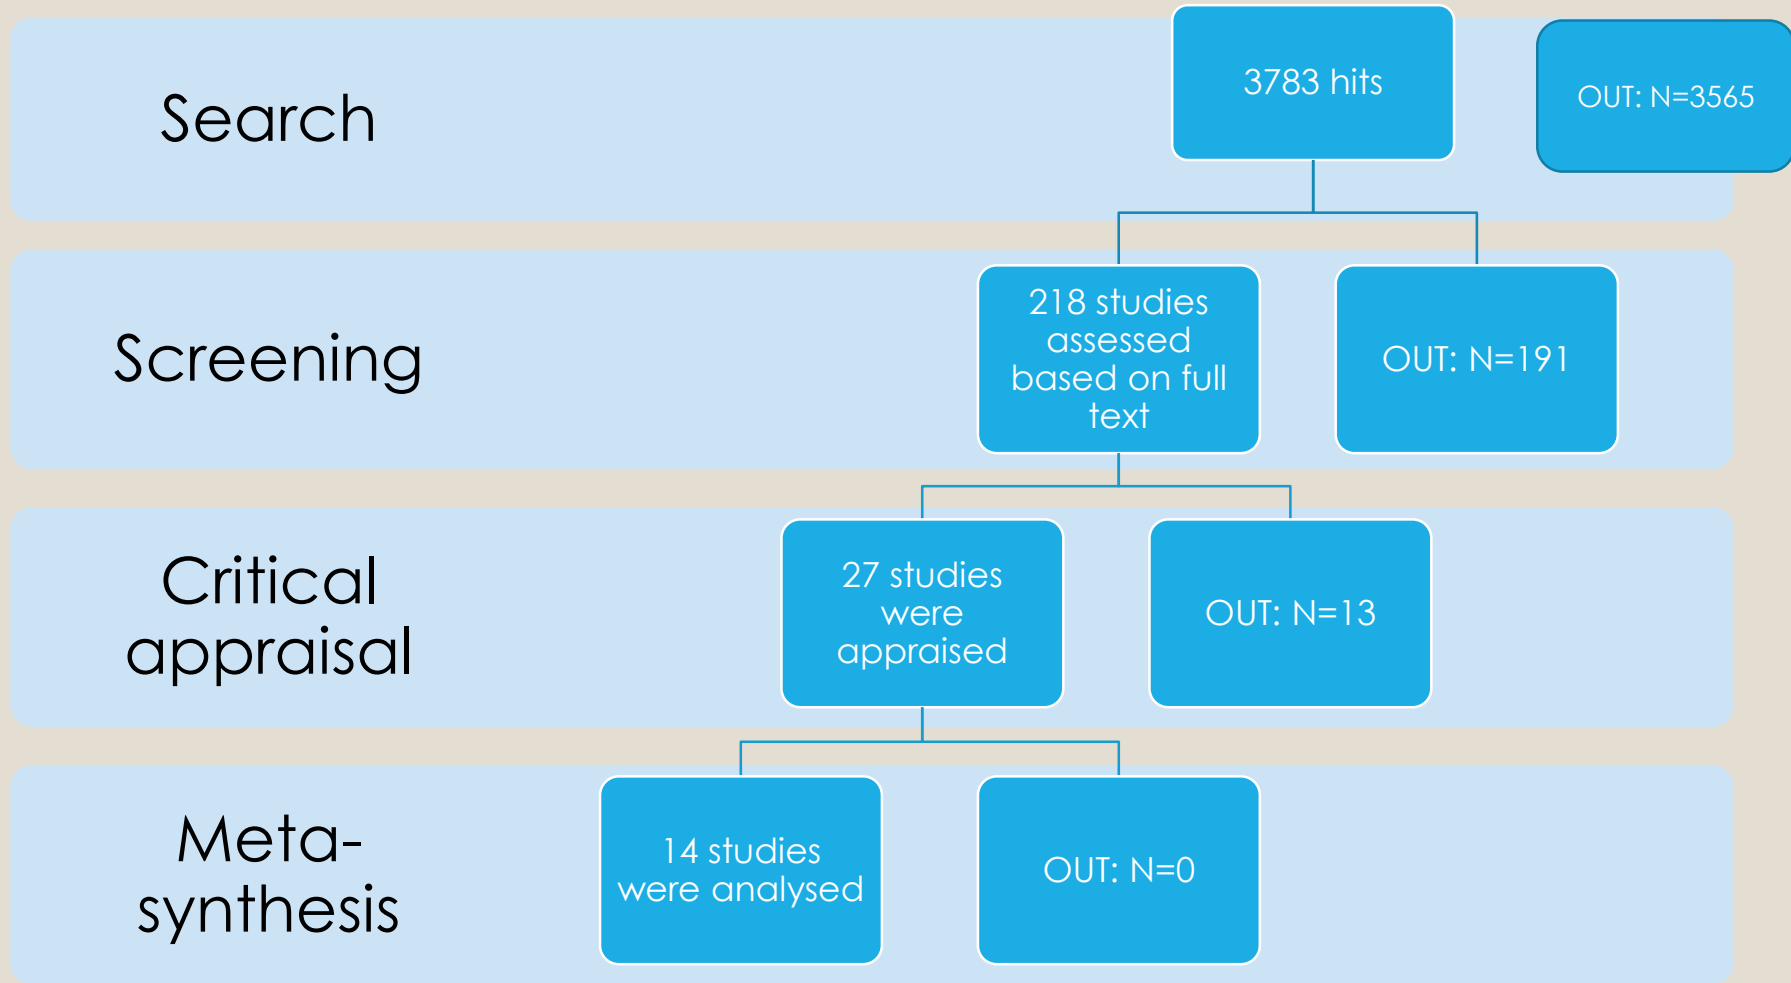 Search
3783 hits
OUT: N=3565
Screening
218 studies
assessed
based on full
text
OUT: N=191
Critical
appraisal
27 studies
were
appraised
OUT: N=13
Meta-
synthesis
14 studies
were analysed
OUT: N=0